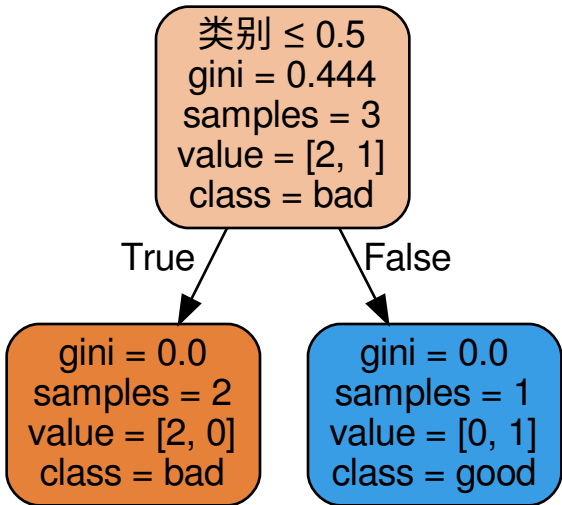 类别 ≤ 0.5
gini = 0.444
samples = 3
value = [2, 1]
class = bad
True
False
gini = 0.0
samples = 2
value = [2, 0]
class = bad
gini = 0.0
samples = 1
value = [0, 1]
class = good